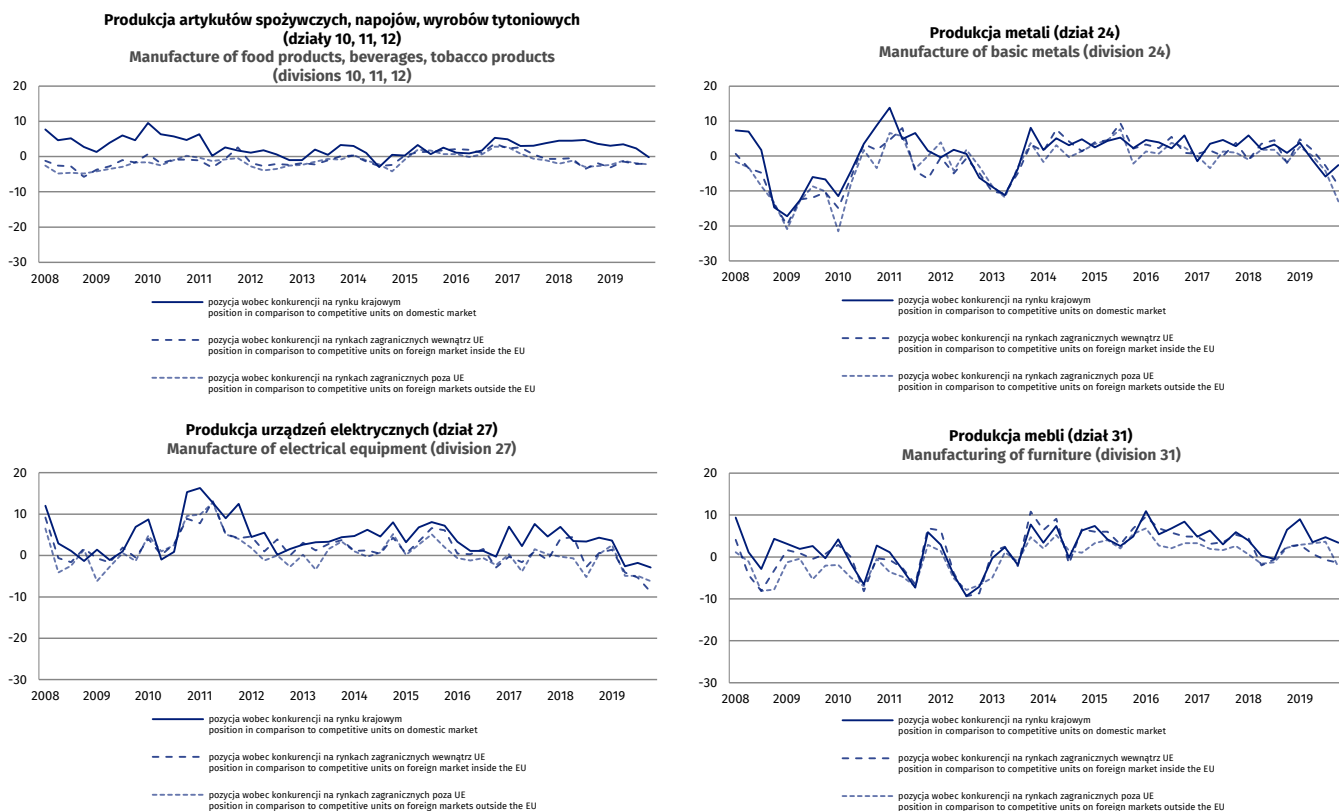 Produkcja artykułów spożywczych, napojów, wyrobów tytoniowych
(działy 10, 11, 12)
Manufacture of food products, beverages, tobacco products
(divisions 10, 11, 12)
20
10
0
-10
-20
-30
2008 2009 2010 2011 2012 2013 2014 2015 2016 2017 2018 2019
pozycja wobec konkurencji na rynku krajowym
position in comparison to competitive units on domestic market
pozycja wobec konkurencji na rynkach zagranicznych wewnątrz UE
position in comparison to competitive units on foreign market inside the EU
pozycja wobec konkurencji na rynkach zagranicznych poza UE
position in comparison to competitive units on foreign markets outside the EU
Produkcja metali (dział 24)
Manufacture of basic metals (division 24)
20
10
0
-10
-20
-30
2008 2009 2010 2011 2012 2013 2014 2015 2016 2017 2018 2019
pozycja wobec konkurencji na rynku krajowym
position in comparison to competitive units on domestic market
pozycja wobec konkurencji na rynkach zagranicznych wewnątrz UE
position in comparison to competitive units on foreign market inside the EU
pozycja wobec konkurencji na rynkach zagranicznych poza UE
position in comparison to competitive units on foreign markets outside the EU
Produkcja urządzeń elektrycznych (dział 27)
Manufacture of electrical equipment (division 27)
20
10
0
-10
-20
-30
2008 2009 2010 2011 2012 2013 2014 2015 2016 2017 2018 2019
pozycja wobec konkurencji na rynku krajowym
position in comparison to competitive units on domestic market
pozycja wobec konkurencji na rynkach zagranicznych wewnątrz UE
position in comparison to competitive units on foreign market inside the EU
pozycja wobec konkurencji na rynkach zagranicznych poza UE
position in comparison to competitive units on foreign markets outside the EU
Produkcja mebli (dział 31)
Manufacturing of furniture (division 31)
20
10
0
-10
-20
-30
2008 2009 2010 2011 2012 2013 2014 2015 2016 2017 2018 2019
pozycja wobec konkurencji na rynku krajowym
position in comparison to competitive units on domestic market
pozycja wobec konkurencji na rynkach zagranicznych wewnątrz UE
position in comparison to competitive units on foreign market inside the EU
pozycja wobec konkurencji na rynkach zagranicznych poza UE
position in comparison to competitive units on foreign markets outside the EU